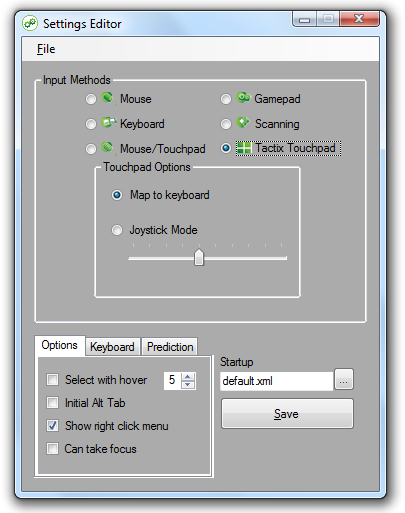 Settings Editor
File
Input Methods
Mouse
Gamepad
Keyboard
Scanning
Mouse/Touchpad
Tactix Touchpad
Touchpad Options
Map to keyboard
Joystick Mode
Options Keyboard Prediction
Select with hover 5
Initial Alt Tab
Show right click menu
Can take focus
Startup
default.xml ...
Save